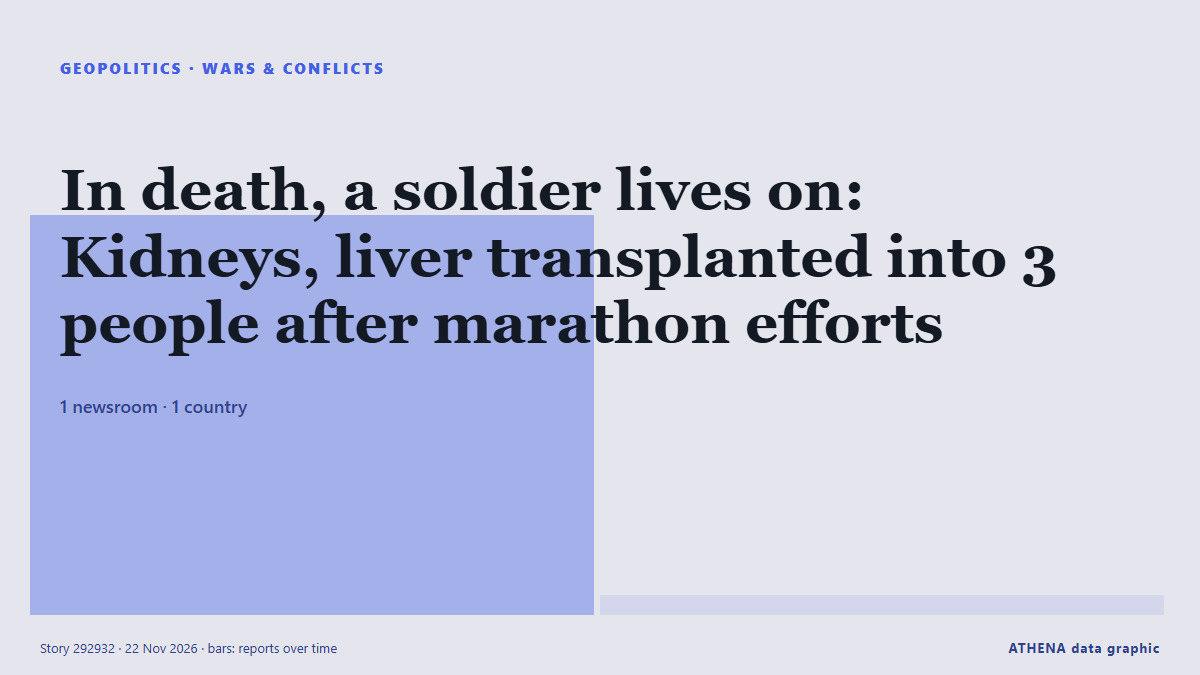 GEOPOLITICS · WARS & CONFLICTS
In death, a soldier lives on:
Kidneys, liver transplanted into 3
people after marathon efforts
1 newsroom · 1 country
Story 292932 · 22 Nov 2026 · bars: reports over time
ATHENA data graphic